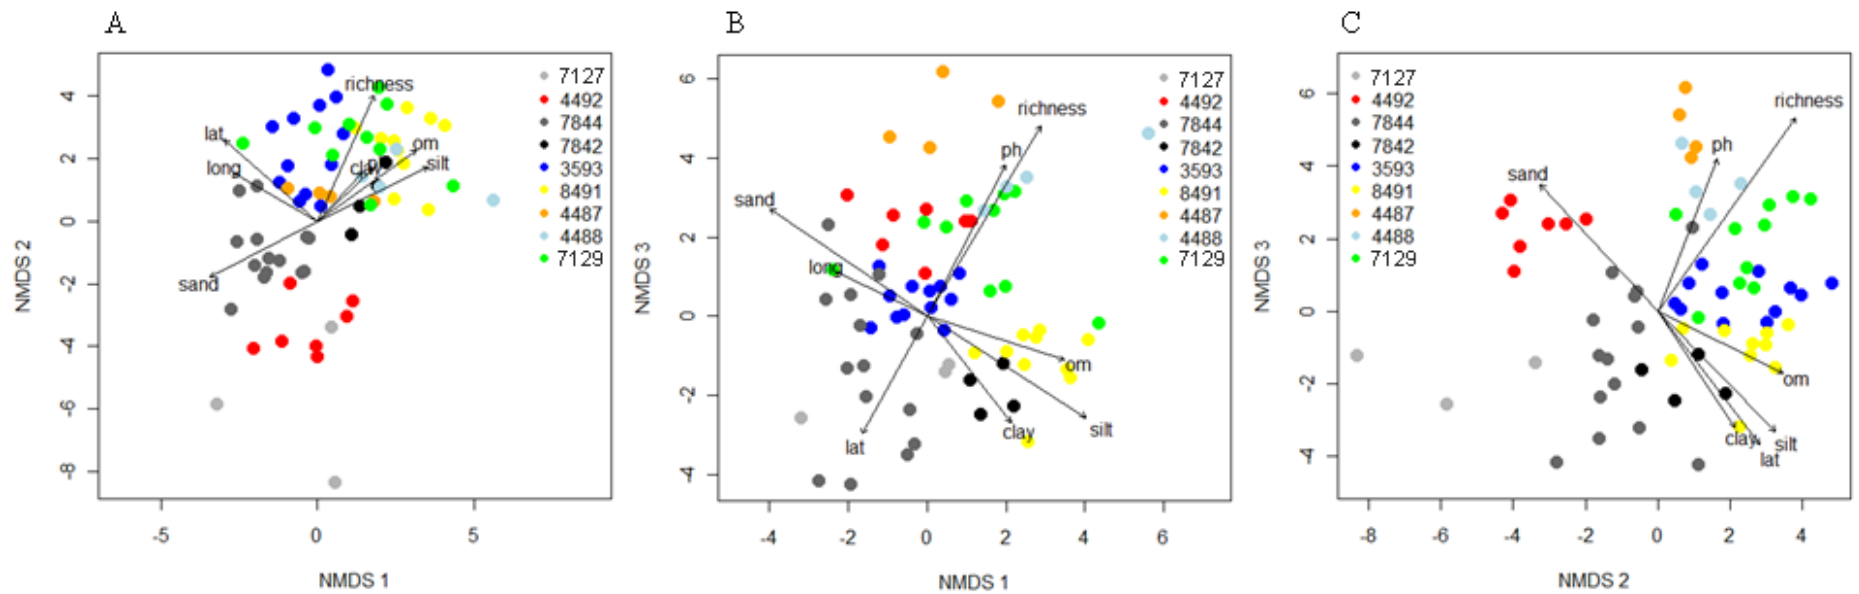 A
B
C
richness
lat
long
om
silt
clay
sand
7127
4492
7844
7842
3593
8491
4487
4488
7129
4
2
0
-2
-4
-6
-8
-5
0
5
NMDS 2
NMDS 1
richness
ph
sand
long
om
silt
clay
lat
7127
4492
7844
7842
3593
8491
4487
4488
7129
6
4
2
0
-2
-4
-4
-2
0
2
4
6
NMDS 3
NMDS 1
7127
4492
7844
7842
3593
8491
4487
4488
7129
richness
ph
sand
om
clay
silt
lat
6
4
2
0
-2
-4
-8
-6
-4
-2
0
2
4
NMDS 3
NMDS 2